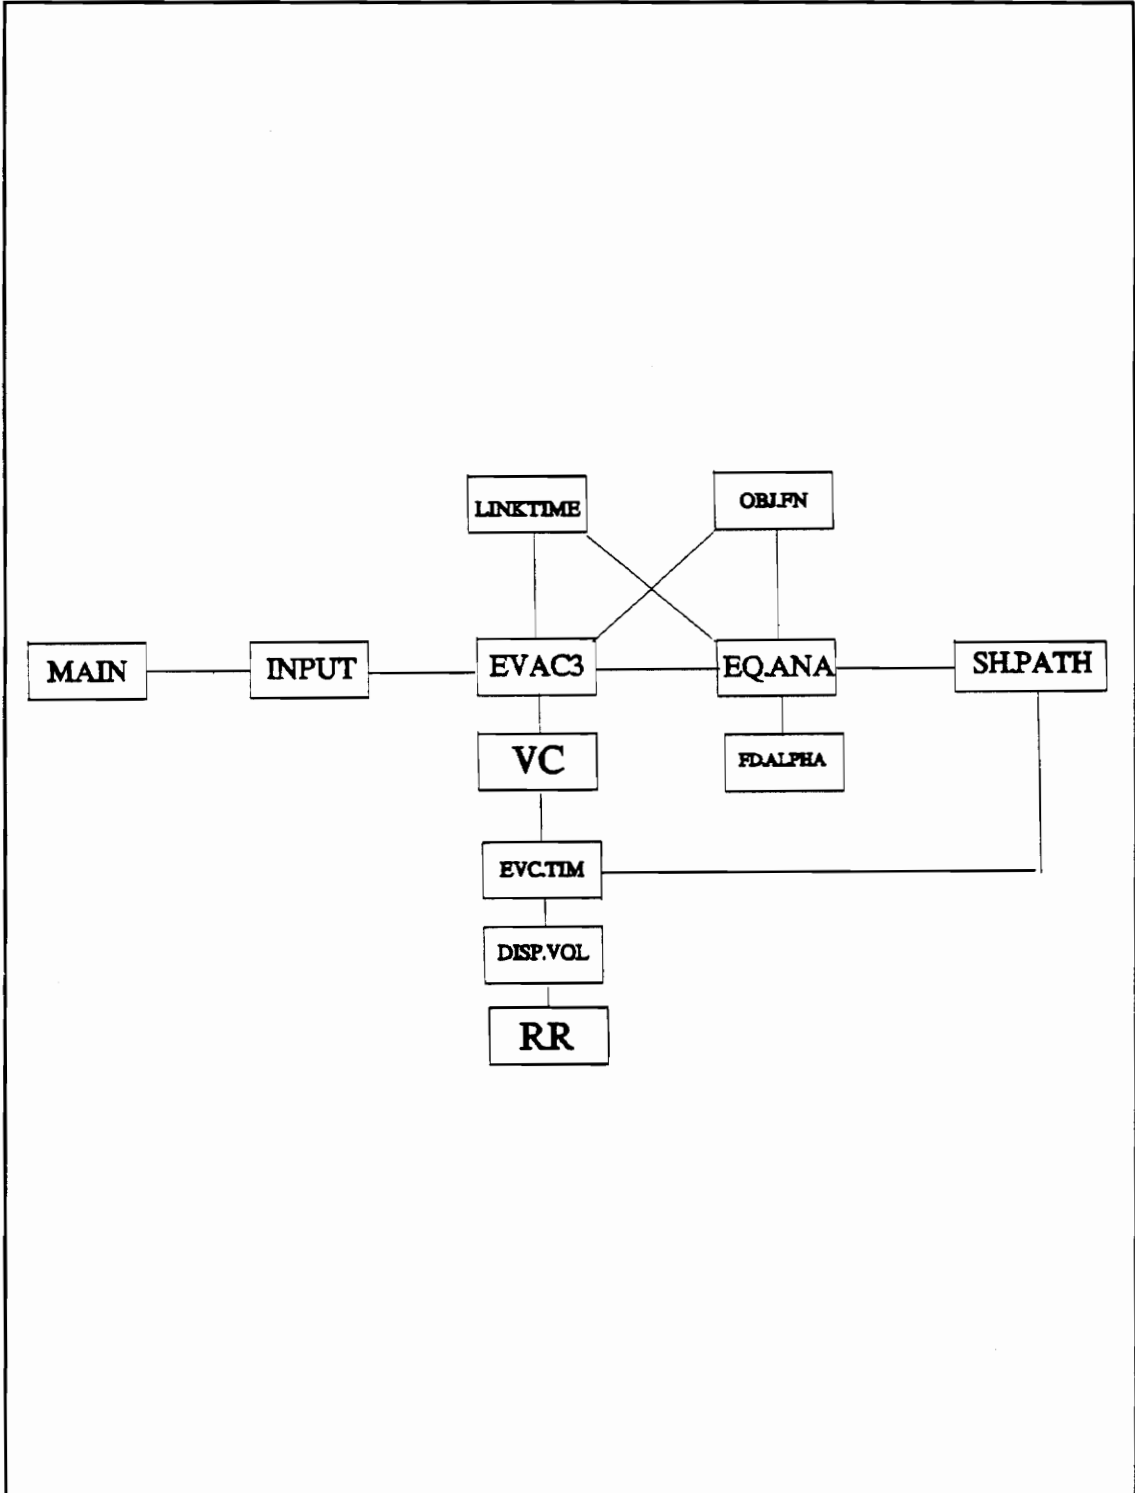 LINKTIME
OBJ.FN
MAIN
INPUT
EVAC3
EQ.ANA
SH.PATH
VC
FD.ALPHA
EVC.TIM
DISP.VOL
RR